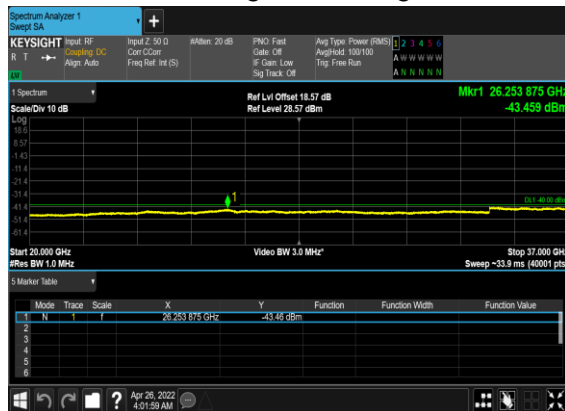 Spectrum Analyzer 1
Swept SA
KEYSIGHT
R T
LW
Input: RF
Coupling: DC
Align: Auto
Input Z: 50 Ω
Corr CCorr
Freq Ref: Int (S)
#Atten: 20 dB
PNO: Fast
Gate: Off
IF Gain: Low
Sig Track: Off
Avg Type: Power (RMS)
Avg|Hold: 100/100
Trig: Free Run
1 2 3 4 5 6
A W W W W W
A N N N N N
1 Spectrum
Scale/Div 10 dB
Ref Lvl Offset 18.57 dB
Ref Level 28.57 dBm
Mkr1 26.253 875 GHz
-43.459 dBm
Log
18.6
8.57
-1.43
-11.4
-21.4
-31.4
-41.4
-51.4
-61.4
1
DL1 -40.00 dBm
Start 20.000 GHz
#Res BW 1.0 MHz
Video BW 3.0 MHz*
Stop 37.000 GHz
Sweep ~33.9 ms (40001 pts)
5 Marker Table
Mode Trace Scale X Y Function Function Width Function Value
1 N 1 f 26.253 875 GHz -43.46 dBm
2
3
4
5
6
?
Apr 26, 2022
4:01:59 AM